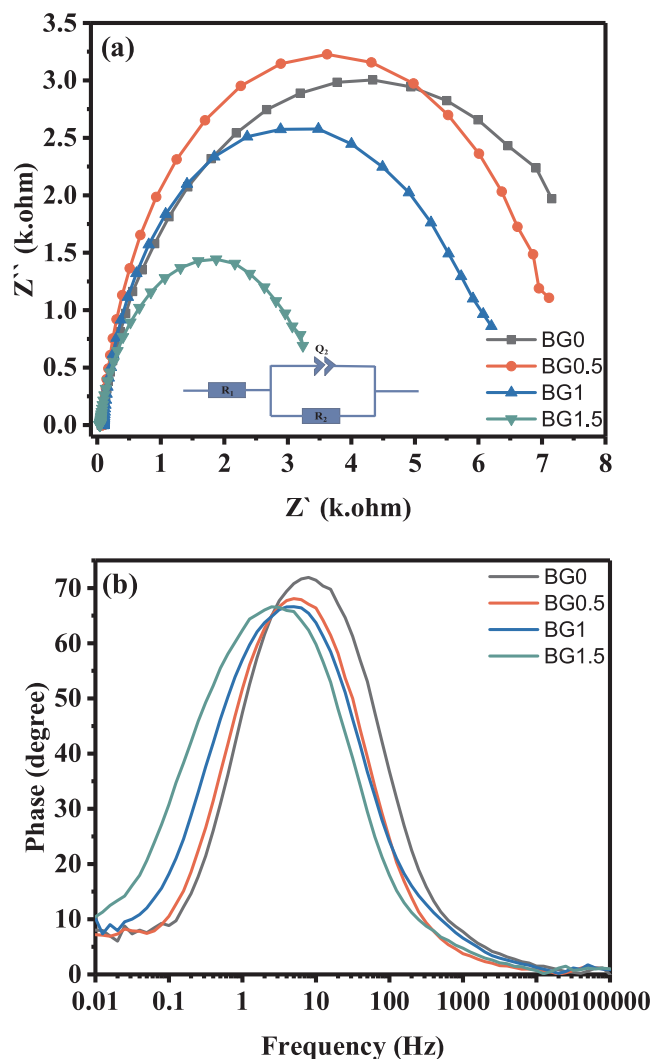 (a)
3.5
3.0
2.5
2.0
1.5
1.0
0.5
0.0
Z`` (k.ohm)
BG0
BG0.5
BG1
BG1.5
Q2
R1
R2
0 1 2 3 4 5 6 7 8
Z` (k.ohm)
(b)
70
60
50
40
30
20
10
0
Phase (degree)
BG0
BG0.5
BG1
BG1.5
0.01 0.1 1 10 100 1000 10000 100000
Frequency (Hz)